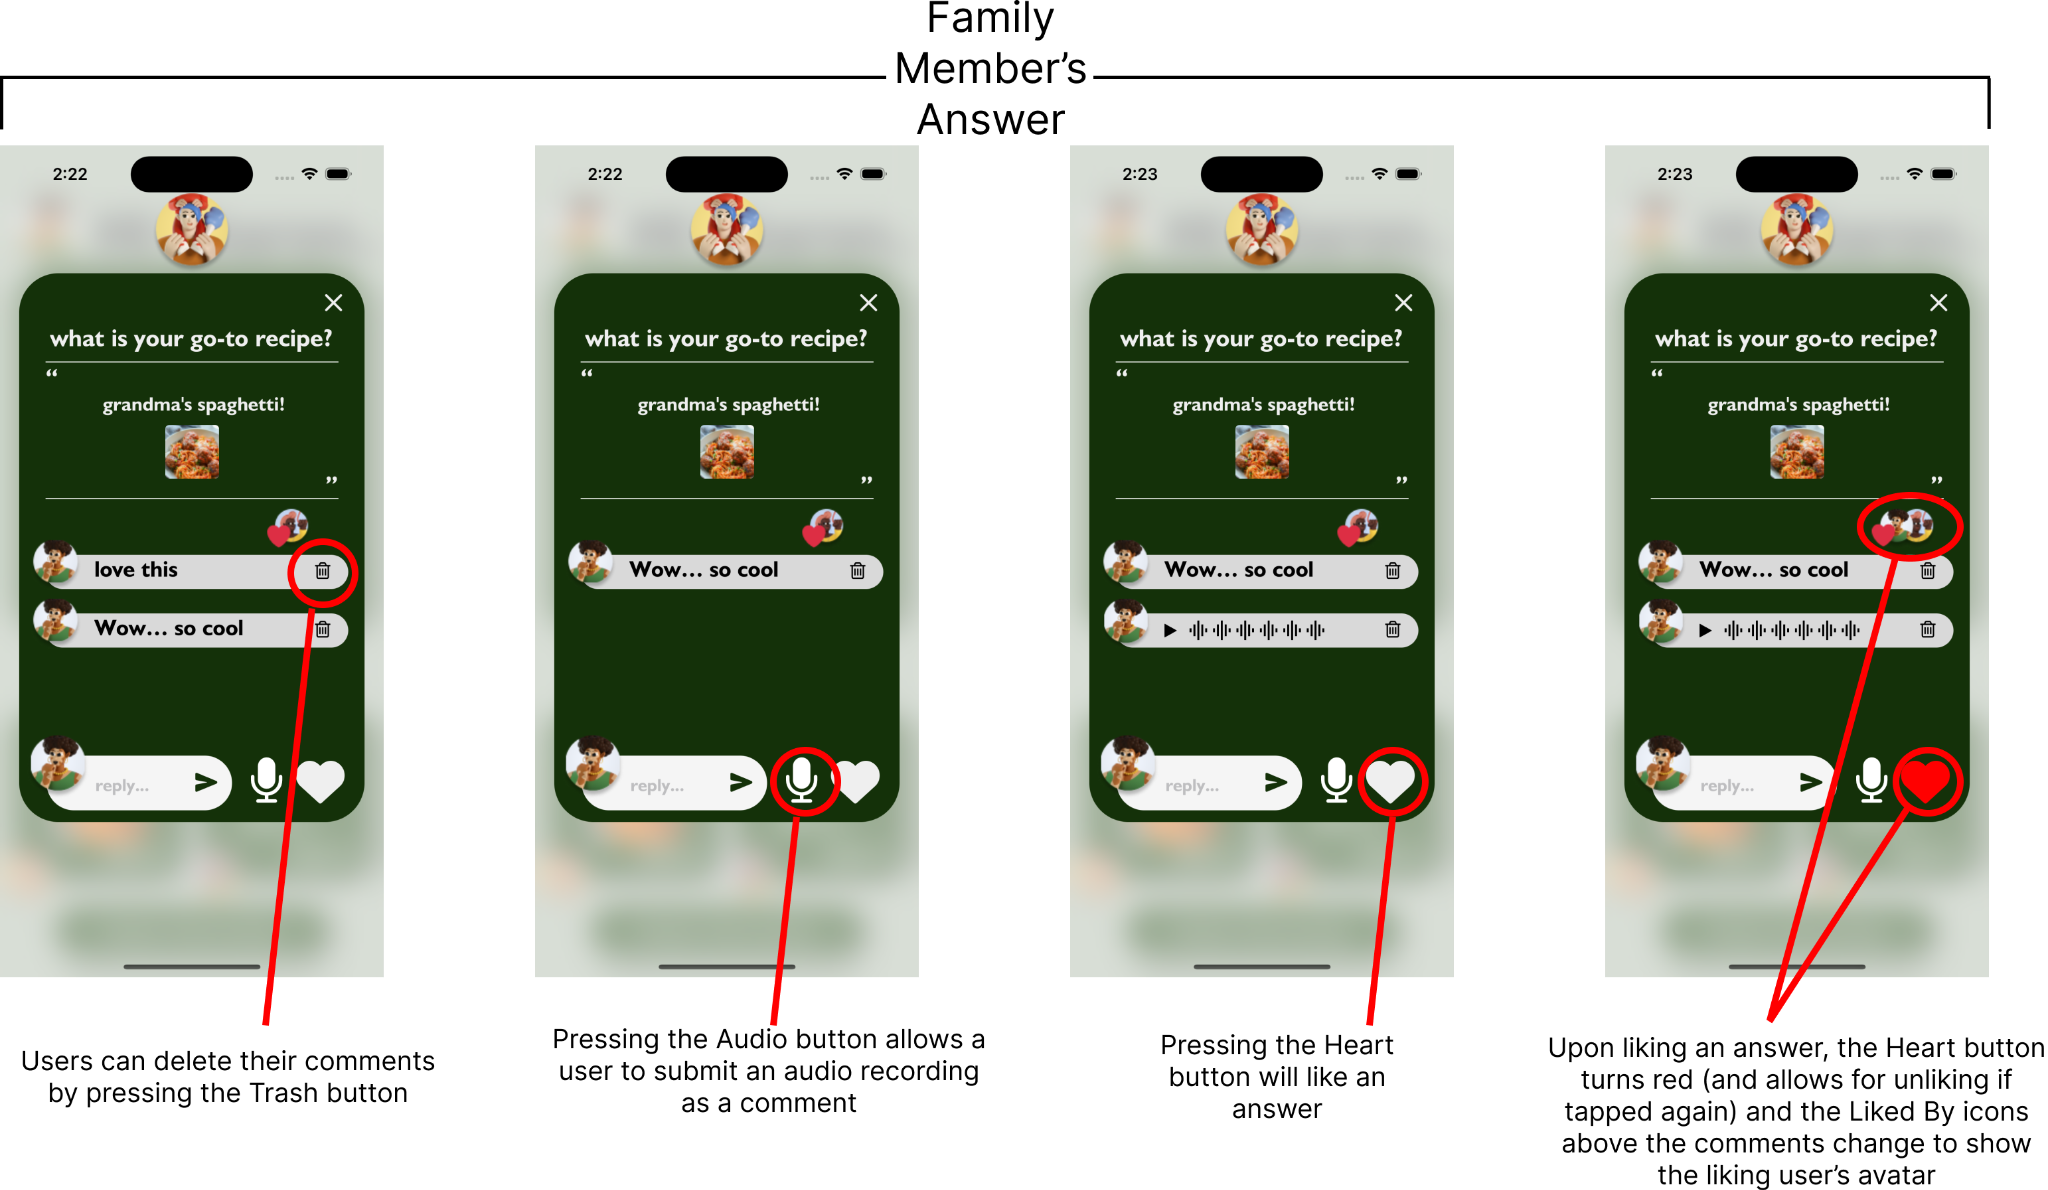 Family
Member’s
Answer
2:22
what is your go-to recipe?
“
grandma's spaghetti!
”
love this
Wow... so cool
reply...
Users can delete their comments
by pressing the Trash button
2:22
what is your go-to recipe?
“
grandma's spaghetti!
”
Wow... so cool
reply...
Pressing the Audio button allows a
user to submit an audio recording
as a comment
2:23
what is your go-to recipe?
“
grandma's spaghetti!
”
Wow... so cool
reply...
Pressing the Heart
button will like an
answer
2:23
what is your go-to recipe?
“
grandma's spaghetti!
”
Wow... so cool
reply...
Upon liking an answer, the Heart button
turns red (and allows for unliking if
tapped again) and the Liked By icons
above the comments change to show
the liking user’s avatar